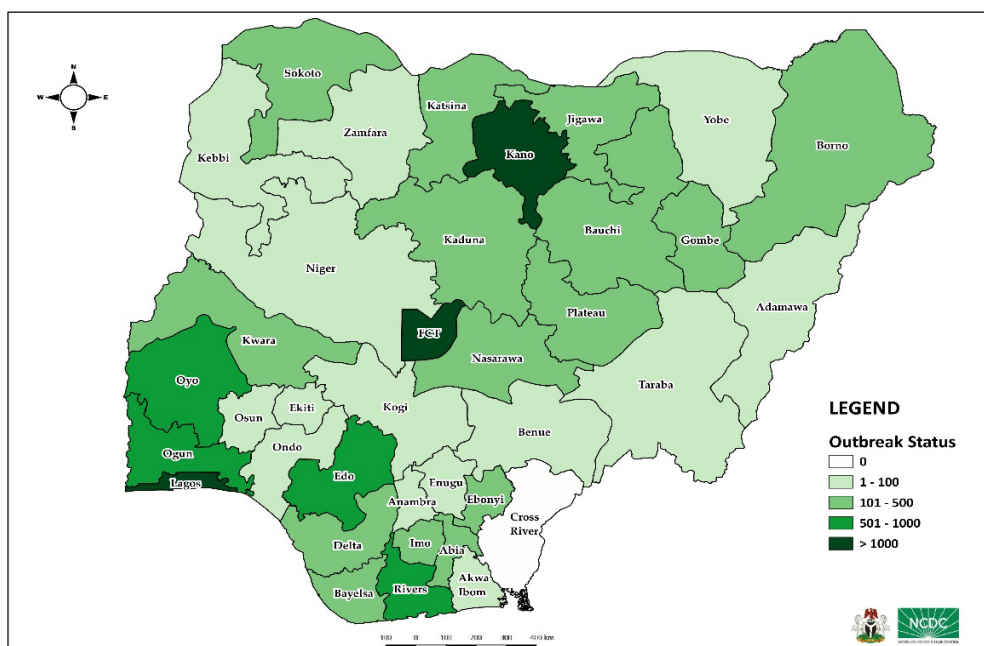 N
W E
S
Sokoto
Katsina
Jigawa
Yobe
Borno
Zamfara
Kebbi
Kano
Bauchi
Gombe
Kaduna
Niger
Adamawa
Plateau
FCT
Kwara
Nasarawa
Taraba
Oyo
Ekiti
Kogi
Osun
Benue
Ondo
Ogun
Edo
Lagos
Enugu
Anambra
Ebonyi
Cross
River
Delta
Imo
Abia
Akwa
Ibom
Rivers
Bayelsa
LEGEND
Outbreak Status
0
1 - 100
101 - 500
501 - 1000
> 1000
100 0 100 200 300 400 km
NCDC